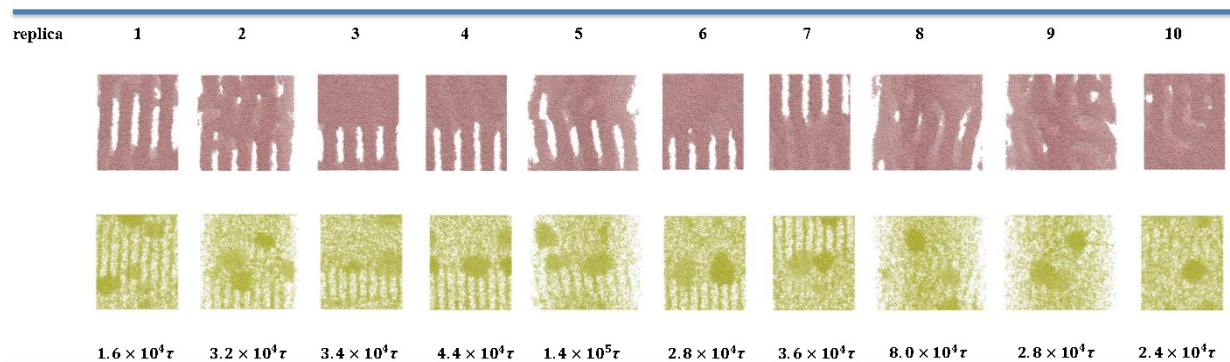 replica 1 2 3 4 5 6 7 8 9 10
1.6 × 10⁴τ 3.2 × 10⁴τ 3.4 × 10⁴τ 4.4 × 10⁴τ 1.4 × 10⁵τ 2.8 × 10⁴τ 3.6 × 10⁴τ 8.0 × 10⁴τ 2.8 × 10⁴τ 2.4 × 10⁴τ